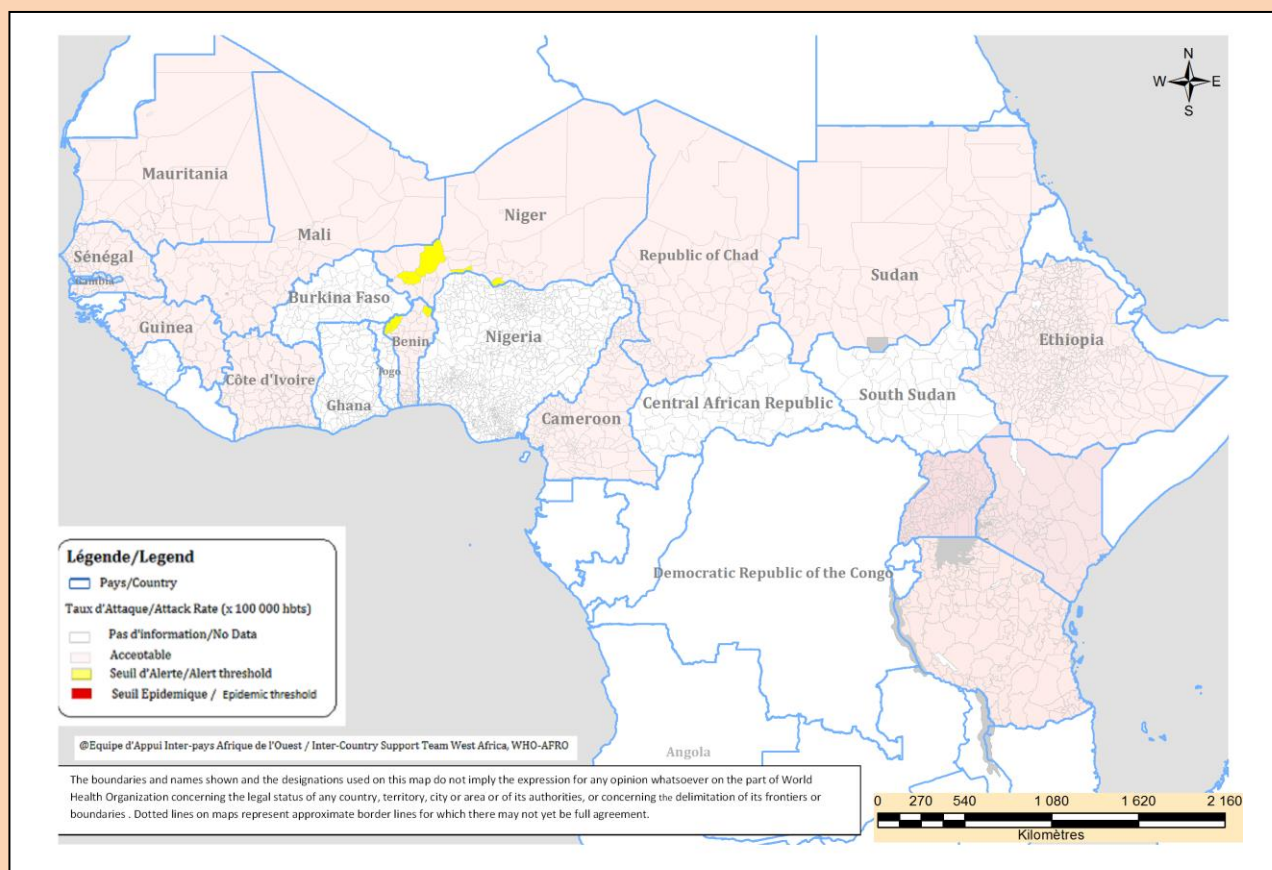 N
W E
S
Mauritania
Mali
Niger
Sénégal
Gambia
Republic of Chad
Sudan
Burkina Faso
Guinea
Nigeria
Benin
Ethiopia
Togo
Côte d'Ivoire
Ghana
South Sudan
Central African Republic
Cameroon
Democratic Republic of the Congo
Angola
Légende/Legend
Pays/Country
Taux d'Attaque/Attack Rate (x 100 000 hbts)
Pas d'information/No Data
Acceptable
Seuil d'Alerte/Alert threshold
Seuil Epidemique / Epidemic threshold
@Equipe d'Appui Inter-pays Afrique de l'Ouest / Inter-Country Support Team West Africa, WHO-AFRO
The boundaries and names shown and the designations used on this map do not imply the expression for any opinion whatsoever on the part of World
Health Organization concerning the legal status of any country, territory, city or area or of its authorities, or concerning the delimitation of its frontiers or
boundaries . Dotted lines on maps represent approximate border lines for which there may not yet be full agreement.
0 270 540 1 080 1 620 2 160
Kilomètres